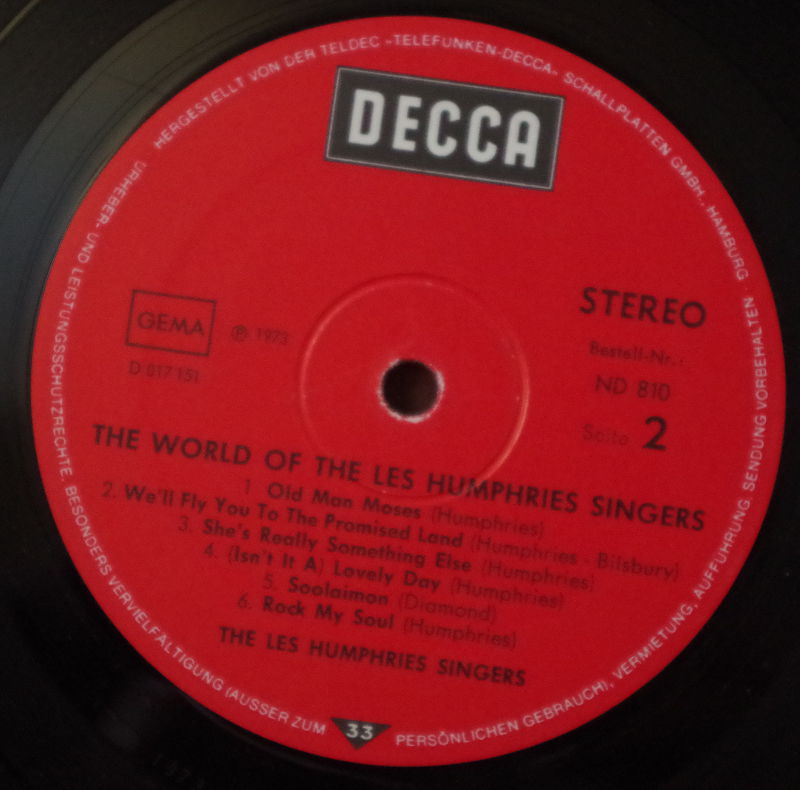 URHEBER- UND LEISTUNGSSCHUTZRECHTE
HERGESTELLT VON DER TELDEC »TELEFUNKEN-DECCA« SCHALLPLATTEN GMBH., HAMBURG
DECCA
STEREO
GEMA
Ⓟ 1973
Bestell-Nr.:
D 017 151
ND 810
Seite 2
THE WORLD OF THE LES HUMPHRIES SINGERS
1 Old Man Moses (Humphries)
2. We'll Fly You To The Promised Land (Humphries - Bilsbury)
3. She's Really Something Else (Humphries)
4. (Isn't It A) Lovely Day (Humphries)
5. Soolaimon (Diamond)
6. Rock My Soul (Humphries)
THE LES HUMPHRIES SINGERS
BESONDERS VERVIELFÄLTIGUNG (AUSSER ZUM PERSÖNLICHEN GEBRAUCH), VERMIETUNG, AUFFÜHRUNG, SENDUNG VORBEHALTEN
33